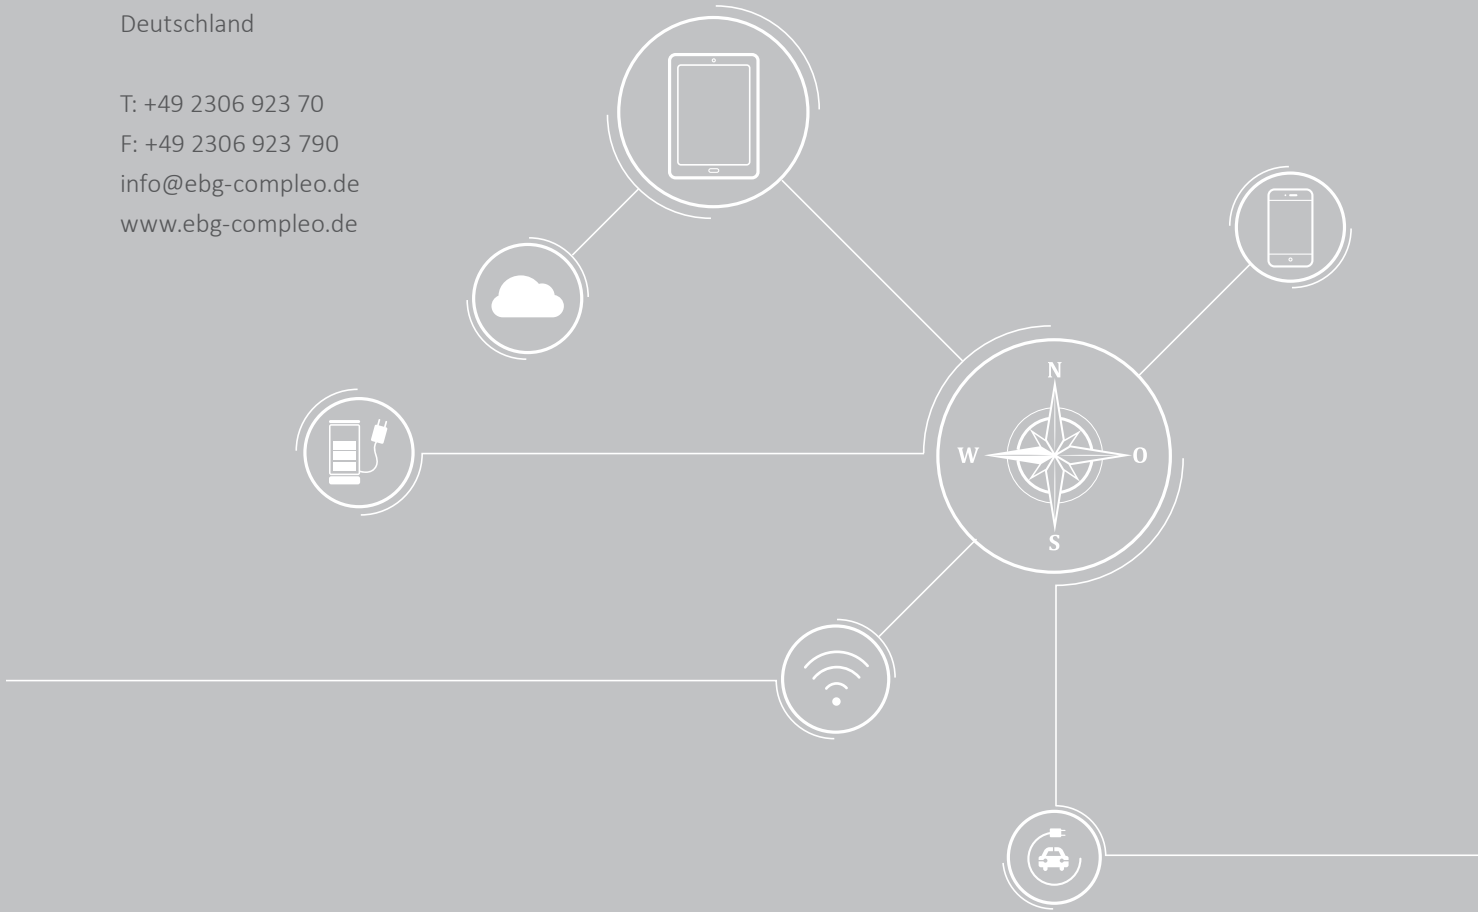 Deutschland
T: +49 2306 923 70
F: +49 2306 923 790
info@ebg-compleo.de
www.ebg-compleo.de
N
W
O
S